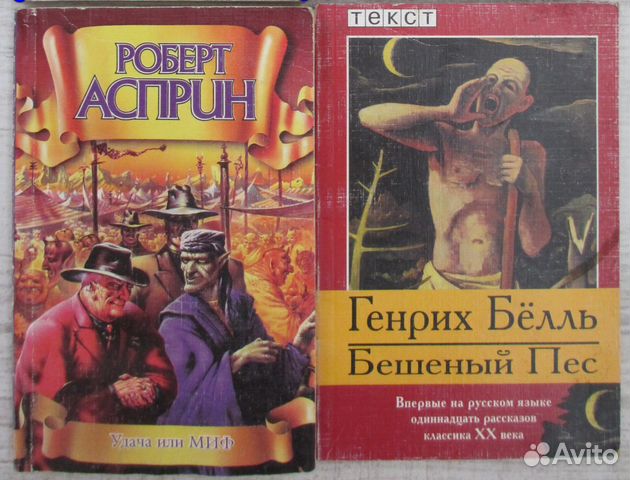 РОБЕРТ
АСПРИН
Удача или МИФ
текст
Генрих Бёлль
Бешеный Пес
Впервые на русском языке
одиннадцать рассказов
классика XX века
Avito